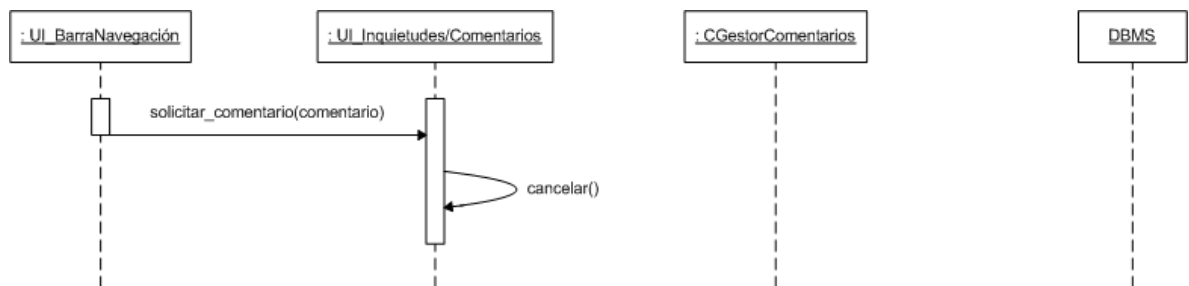 : UI_BarraNavegación
: UI_Inquietudes/Comentarios
: CGestorComentarios
DBMS
solicitar_comentario(comentario)
cancelar()